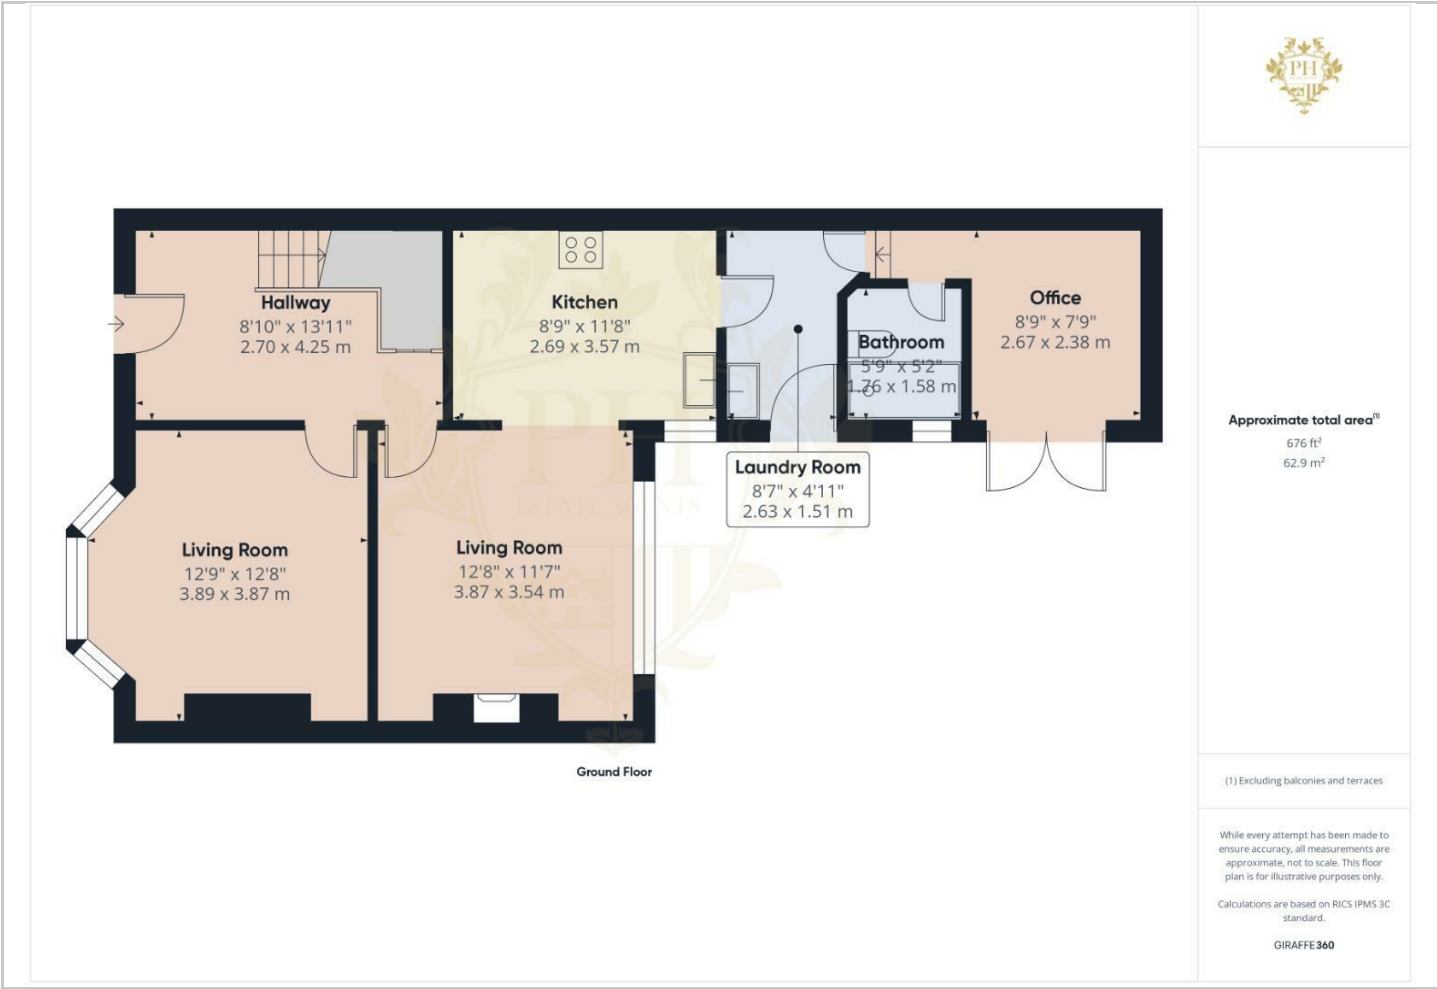 PH
Hallway
8'10" x 13'11"
2.70 x 4.25 m
Kitchen
8'9" x 11'8"
2.69 x 3.57 m
Office
8'9" x 7'9"
2.67 x 2.38 m
Bathroom
5'9" x 5'2"
1.76 x 1.58 m
Laundry Room
8'7" x 4'11"
2.63 x 1.51 m
Living Room
12'9" x 12'8"
3.89 x 3.87 m
Living Room
12'8" x 11'7"
3.87 x 3.54 m
PH
ESTATE AGENTS
Ground Floor
Approximate total area⁽¹⁾
676 ft²
62.9 m²
(1) Excluding balconies and terraces
While every attempt has been made to
ensure accuracy, all measurements are
approximate, not to scale. This floor
plan is for illustrative purposes only.
Calculations are based on RICS IPMS 3C
standard.
GIRAFFE360